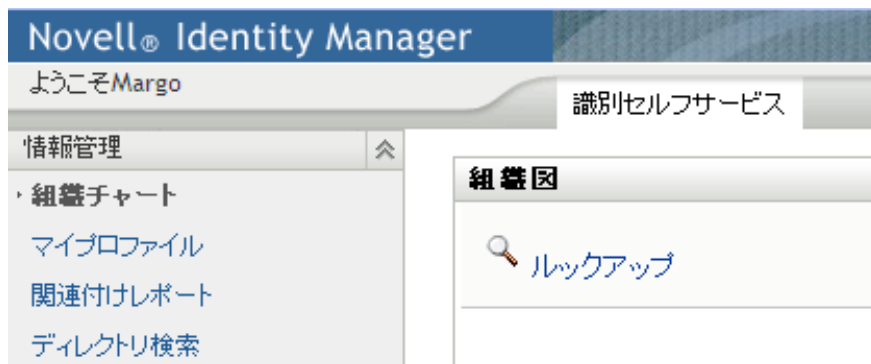 Novell® Identity Manager
ようこそMargo
識別セルフサービス
情報管理
組織チャート
マイプロファイル
関連付けレポート
ディレクトリ検索
組織図
ルックアップ